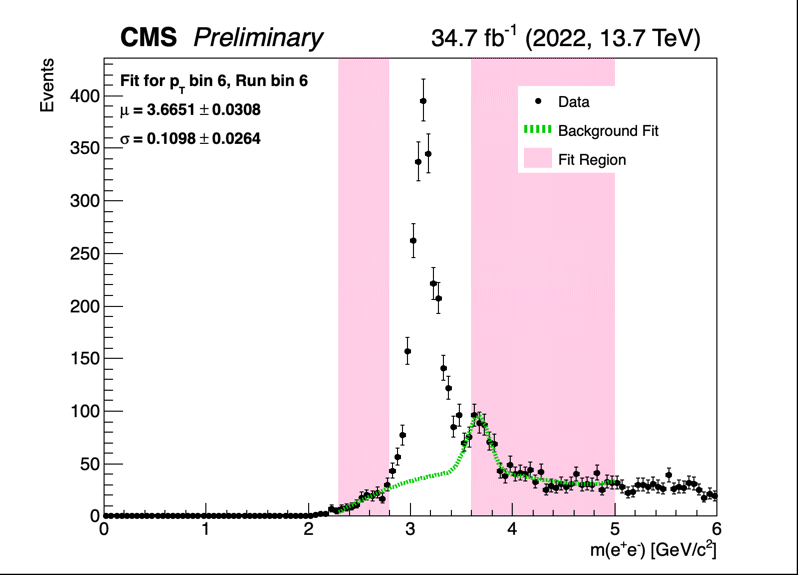 CMS Preliminary 34.7 fb⁻¹ (2022, 13.7 TeV)
Events
Fit for p_T bin 6, Run bin 6
μ = 3.6651 ± 0.0308
σ = 0.1098 ± 0.0264
Data
Background Fit
Fit Region
400
350
300
250
200
150
100
50
0
0 1 2 3 4 5 6
m(e⁺e⁻) [GeV/c²]